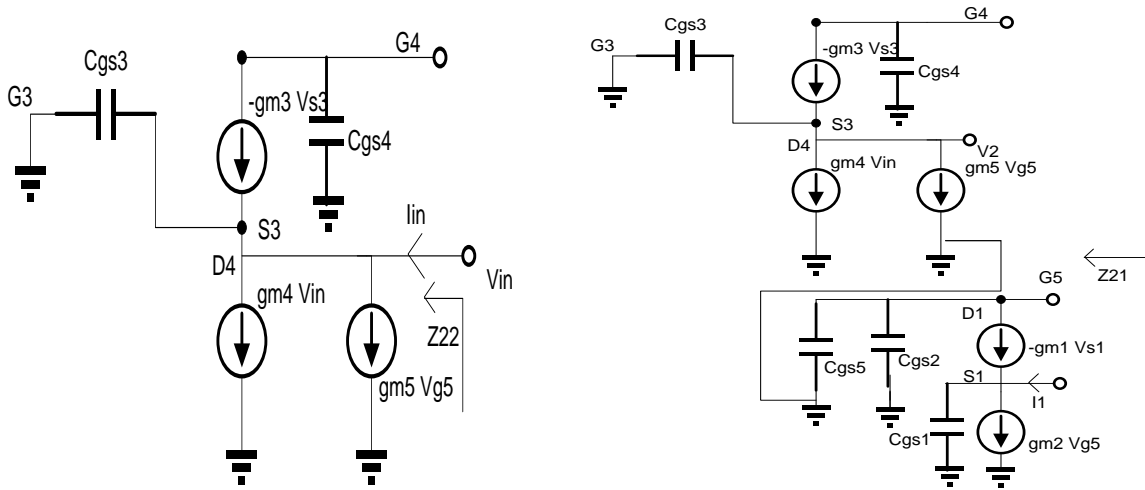 G4
Cgs3
G3
-gm3 Vs3
Cgs4
S3
Iin
D4
Vin
gm4 Vin
Z22
gm5 Vg5
G4
Cgs3
G3
-gm3 Vs3
Cgs4
S3
D4
V2
gm4 Vin
gm5 Vg5
Z21
G5
D1
-gm1 Vs1
Cgs5
Cgs2
S1
I1
Cgs1
gm2 Vg5